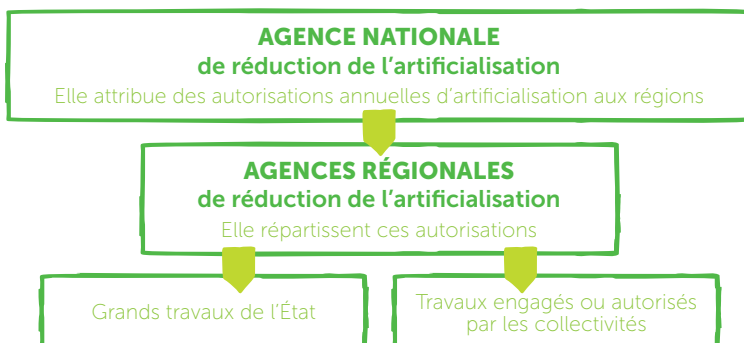 AGENCE NATIONALE
de réduction de l’artificialisation
Elle attribue des autorisations annuelles d’artificialisation aux régions
AGENCES RÉGIONALES
de réduction de l’artificialisation
Elle répartissent ces autorisations
Grands travaux de l’État
Travaux engagés ou autorisés
par les collectivités